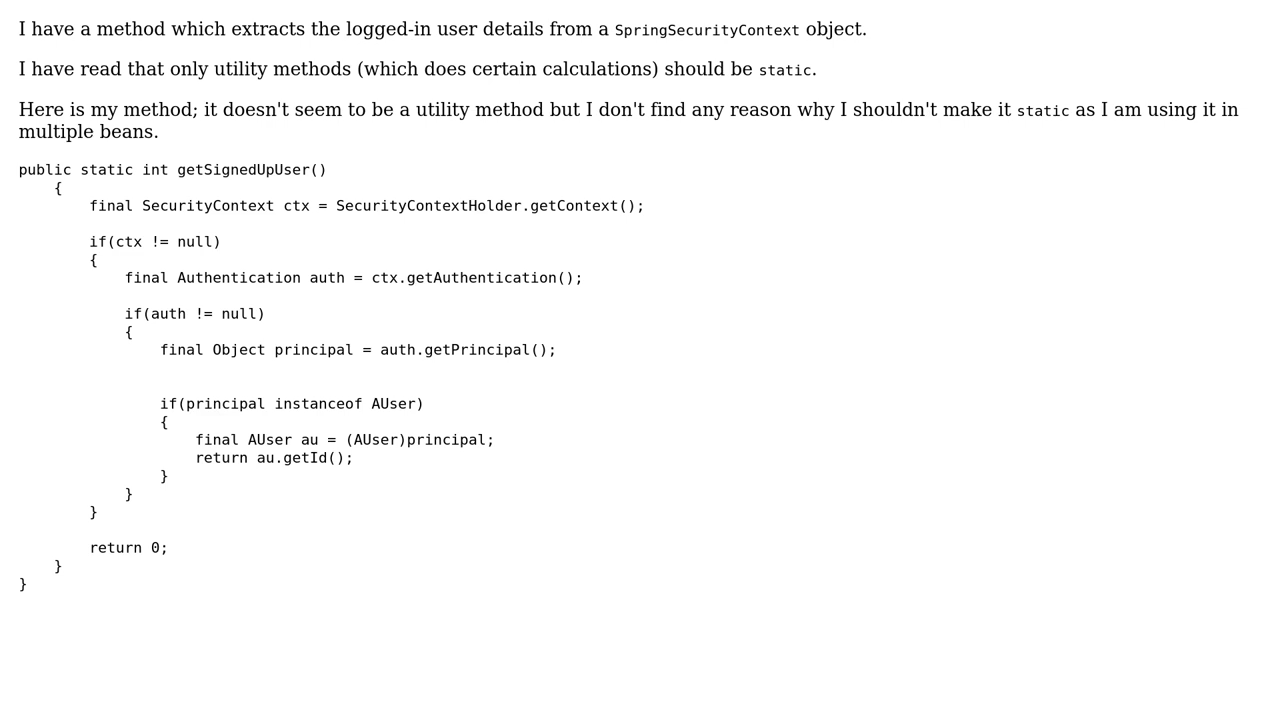 I have a method which extracts the logged-in user details from a SpringSecurityContext object.
I have read that only utility methods (which does certain calculations) should be static.
Here is my method; it doesn't seem to be a utility method but I don't find any reason why I shouldn't make it static as I am using it in
multiple beans.
public static int getSignedUpUser()
    {
        final SecurityContext ctx = SecurityContextHolder.getContext();
        if(ctx != null)
        {
            final Authentication auth = ctx.getAuthentication();
            if(auth != null)
            {
                final Object principal = auth.getPrincipal();
                if(principal instanceof AUser)
                {
                    final AUser au = (AUser)principal;
                    return au.getId();
                }
            }
        }
        return 0;
    }
}